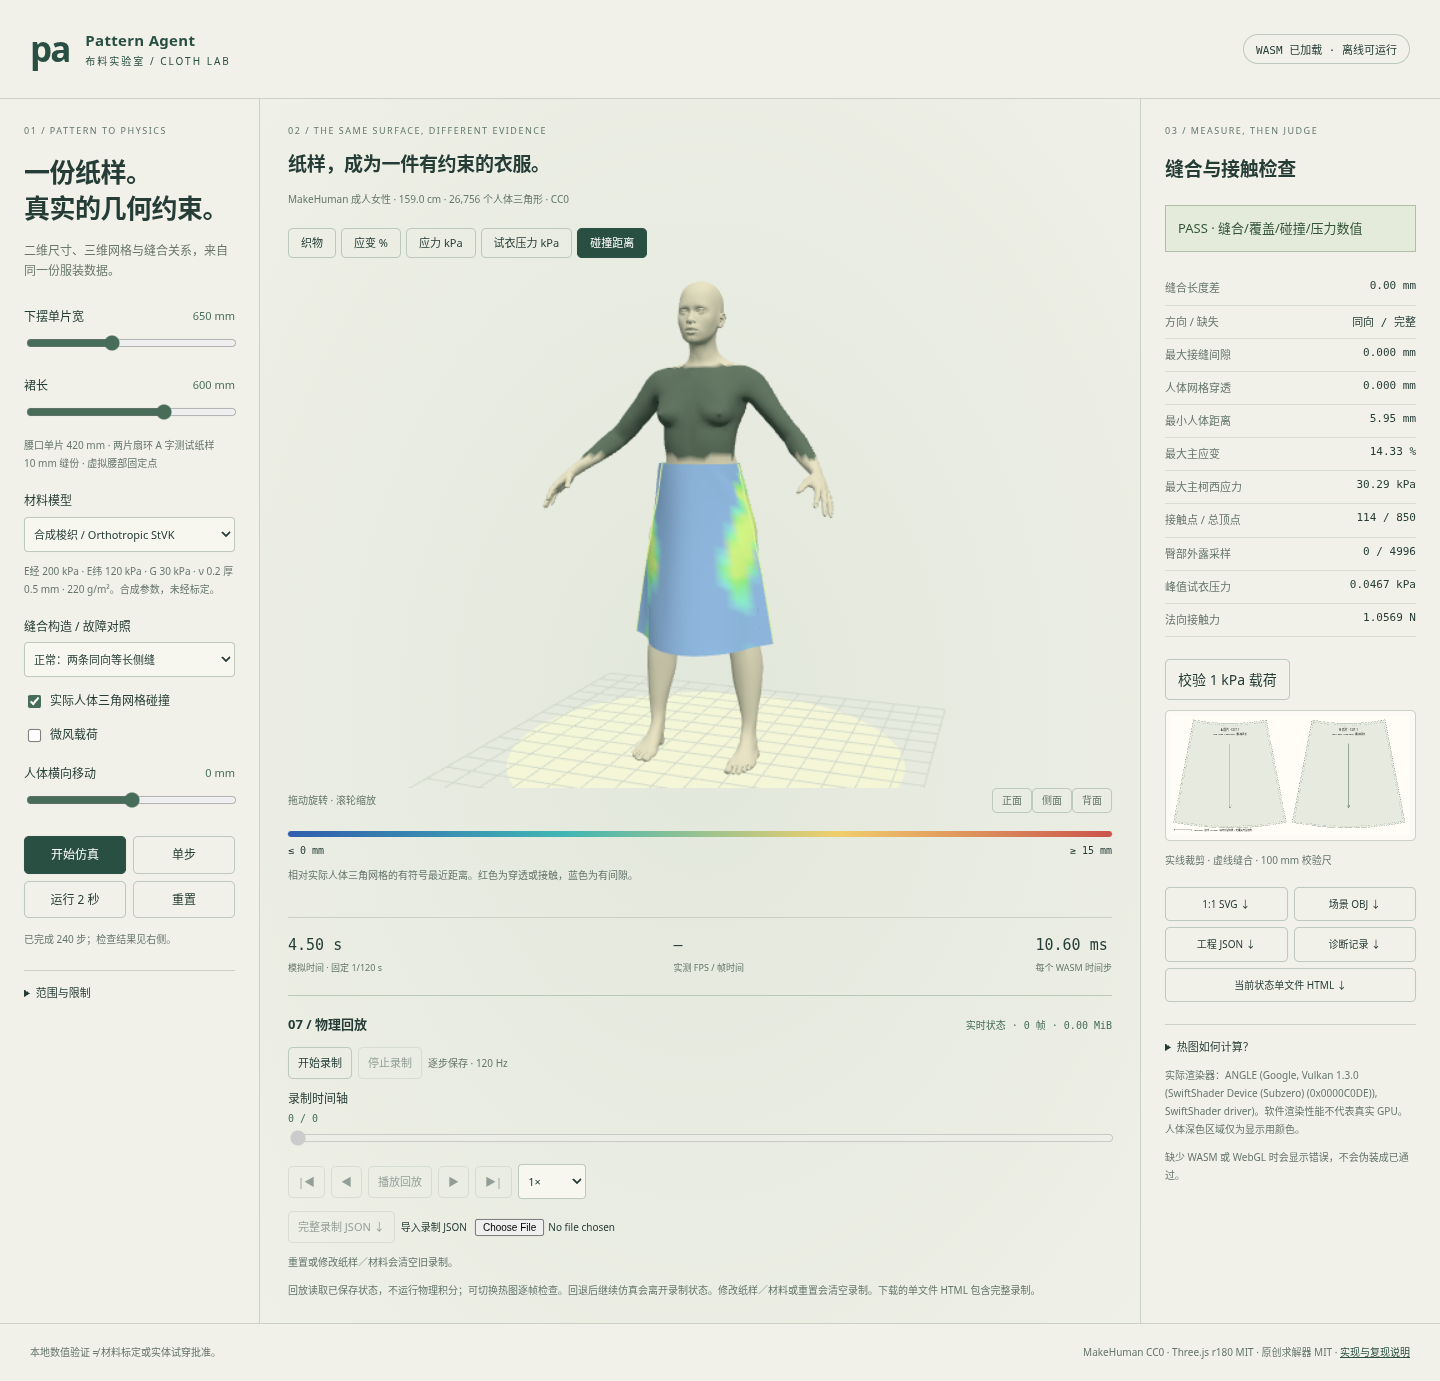 pa
Pattern Agent
布料实验室 / CLOTH LAB
WASM 已加载 · 离线可运行
01 / PATTERN TO PHYSICS
一份纸样。
真实的几何约束。
二维尺寸、三维网格与缝合关系，来自
同一份服装数据。
下摆单片宽 650 mm
裙长 600 mm
腰口单片 420 mm · 两片扇环 A 字测试纸样
10 mm 缝份 · 虚拟腰部固定点
材料模型
合成梭织 / Orthotropic StVK
E经 200 kPa · E纬 120 kPa · G 30 kPa · ν 0.2 厚
0.5 mm · 220 g/m²。合成参数，未经标定。
缝合构造 / 故障对照
正常：两条同向等长侧缝
实际人体三角网格碰撞
微风载荷
人体横向移动 0 mm
开始仿真 单步
运行 2 秒 重置
已完成 240 步；检查结果见右侧。
范围与限制
02 / THE SAME SURFACE, DIFFERENT EVIDENCE
纸样，成为一件有约束的衣服。
MakeHuman 成人女性 · 159.0 cm · 26,756 个人体三角形 · CC0
织物 应变 % 应力 kPa 试衣压力 kPa 碰撞距离
拖动旋转 · 滚轮缩放 正面 侧面 背面
≤ 0 mm ≥ 15 mm
相对实际人体三角网格的有符号最近距离。红色为穿透或接触，蓝色为有间隙。
4.50 s — 10.60 ms
模拟时间 · 固定 1/120 s 实测 FPS / 帧时间 每个 WASM 时间步
07 / 物理回放 实时状态 · 0 帧 · 0.00 MiB
开始录制 停止录制 逐步保存 · 120 Hz
录制时间轴
0 / 0
|◀ ◀ 播放回放 ▶ ▶| 1×
完整录制 JSON ↓ 导入录制 JSON Choose File No file chosen
重置或修改纸样／材料会清空旧录制。
回放读取已保存状态，不运行物理积分；可切换热图逐帧检查。回退后继续仿真会离开录制状态。修改纸样／材料或重置会清空录制。下载的单文件 HTML 包含完整录制。
03 / MEASURE, THEN JUDGE
缝合与接触检查
PASS · 缝合/覆盖/碰撞/压力数值
缝合长度差 0.00 mm
方向 / 缺失 同向 / 完整
最大接缝间隙 0.000 mm
人体网格穿透 0.000 mm
最小人体距离 5.95 mm
最大主应变 14.33 %
最大主柯西应力 30.29 kPa
接触点 / 总顶点 114 / 850
臀部外露采样 0 / 4996
峰值试衣压力 0.0467 kPa
法向接触力 1.0569 N
校验 1 kPa 载荷
实线裁剪 · 虚线缝合 · 100 mm 校验尺
1:1 SVG ↓ 场景 OBJ ↓
工程 JSON ↓ 诊断记录 ↓
当前状态单文件 HTML ↓
热图如何计算？
实际渲染器：ANGLE (Google, Vulkan 1.3.0
(SwiftShader Device (Subzero) (0x0000C0DE)),
SwiftShader driver)。软件渲染性能不代表真实 GPU。
人体深色区域仅为显示用颜色。
缺少 WASM 或 WebGL 时会显示错误，不会伪装成已通
过。
本地数值验证 ≠ 材料标定或实体试穿批准。
MakeHuman CC0 · Three.js r180 MIT · 原创求解器 MIT · 实现与复现说明